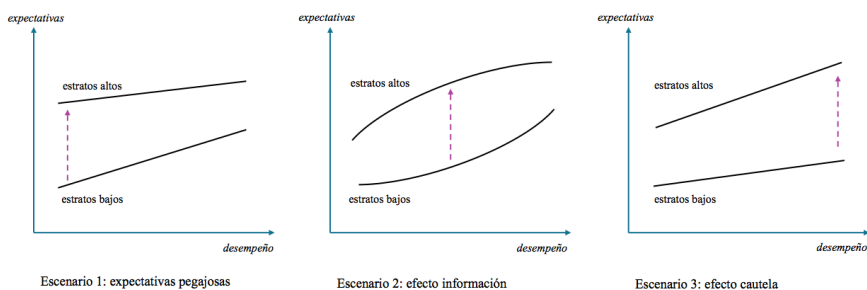 expectativas
estratos altos
estratos bajos
desempeño
Escenario 1: expectativas pegajosas
expectativas
estratos altos
estratos bajos
desempeño
Escenario 2: efecto información
expectativas
estratos altos
estratos bajos
desempeño
Escenario 3: efecto cautela